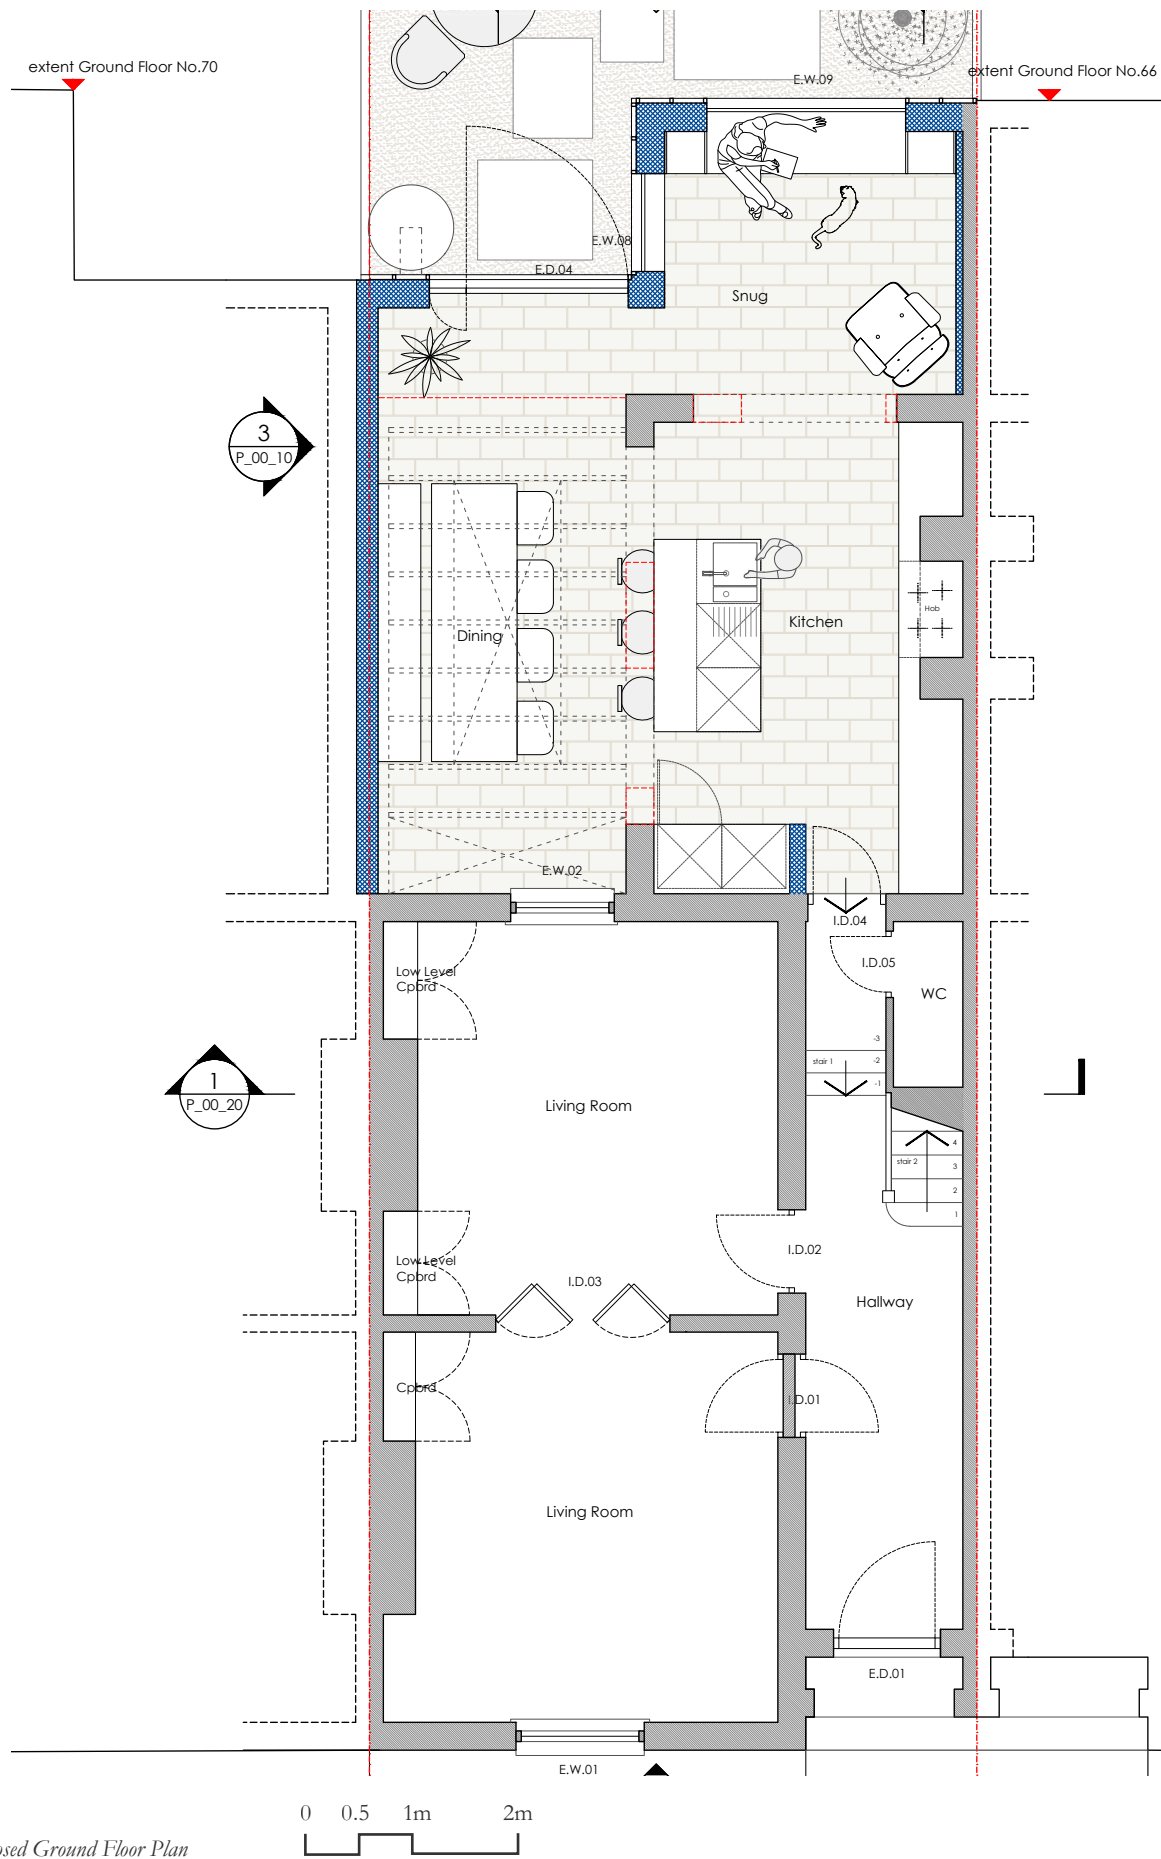 extent Ground Floor No.70
extent Ground Floor No.66
E.W.09
E.W.08
E.D.04
Snug
3
P_00_10
Hob
Dining
Kitchen
E.W.02
I.D.04
I.D.05
Low Level
Cpbrd
WC
-3
stair 1
-2
-1
1
P_00_20
Living Room
4
stair 2
3
2
1
I.D.02
Low Level
Cpbrd
I.D.03
Hallway
Cpbrd
I.D.01
Living Room
E.D.01
E.W.01
0 0.5 1m 2m
osed Ground Floor Plan